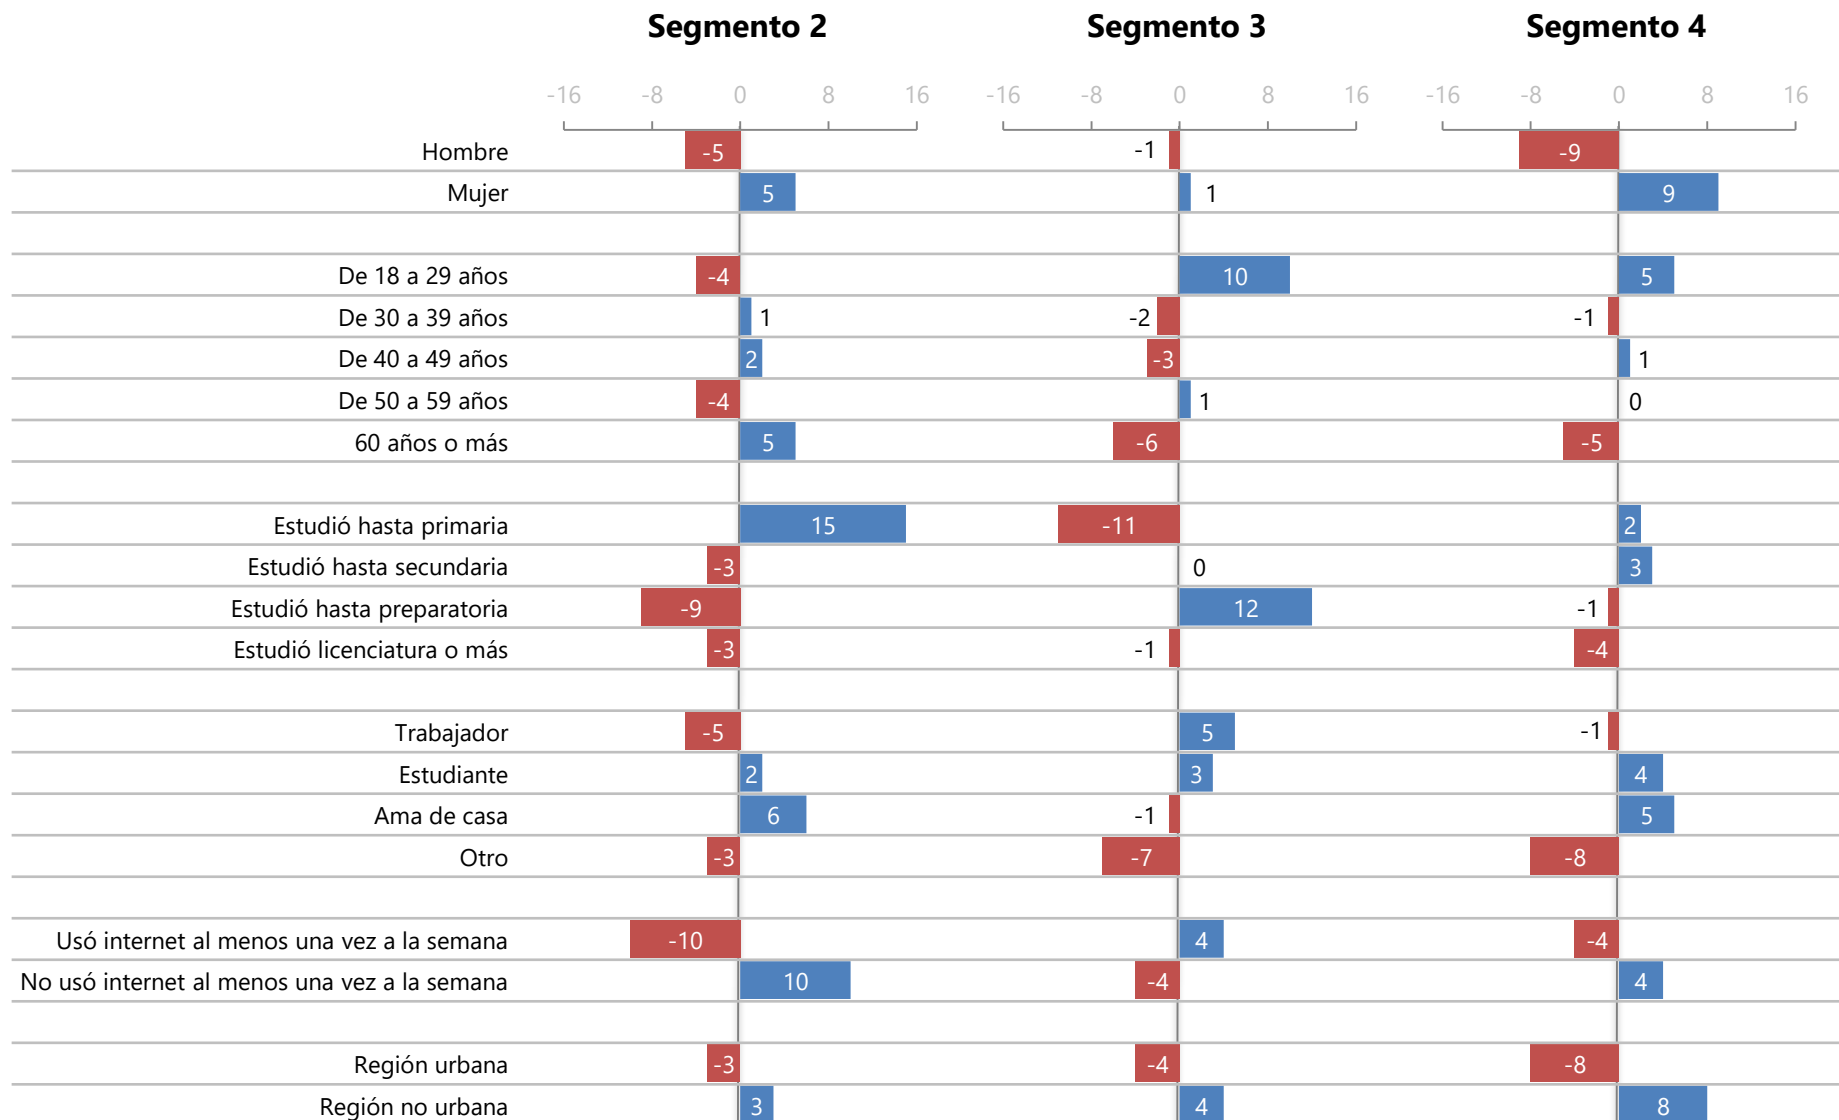 Segmento 2 Segmento 3 Segmento 4
-16 -8 0 8 16 -16 -8 0 8 16 -16 -8 0 8 16
Hombre -5 -1 -9
Mujer 5 1 9
De 18 a 29 años -4 10 5
De 30 a 39 años 1 -2 -1
De 40 a 49 años 2 -3 1
De 50 a 59 años -4 1 0
60 años o más 5 -6 -5
Estudió hasta primaria 15 -11 2
Estudió hasta secundaria -3 0 3
Estudió hasta preparatoria -9 12 -1
Estudió licenciatura o más -3 -1 -4
Trabajador -5 5 -1
Estudiante 2 3 4
Ama de casa 6 -1 5
Otro -3 -7 -8
Usó internet al menos una vez a la semana -10 4 -4
No usó internet al menos una vez a la semana 10 -4 4
Región urbana -3 -4 -8
Región no urbana 3 4 8